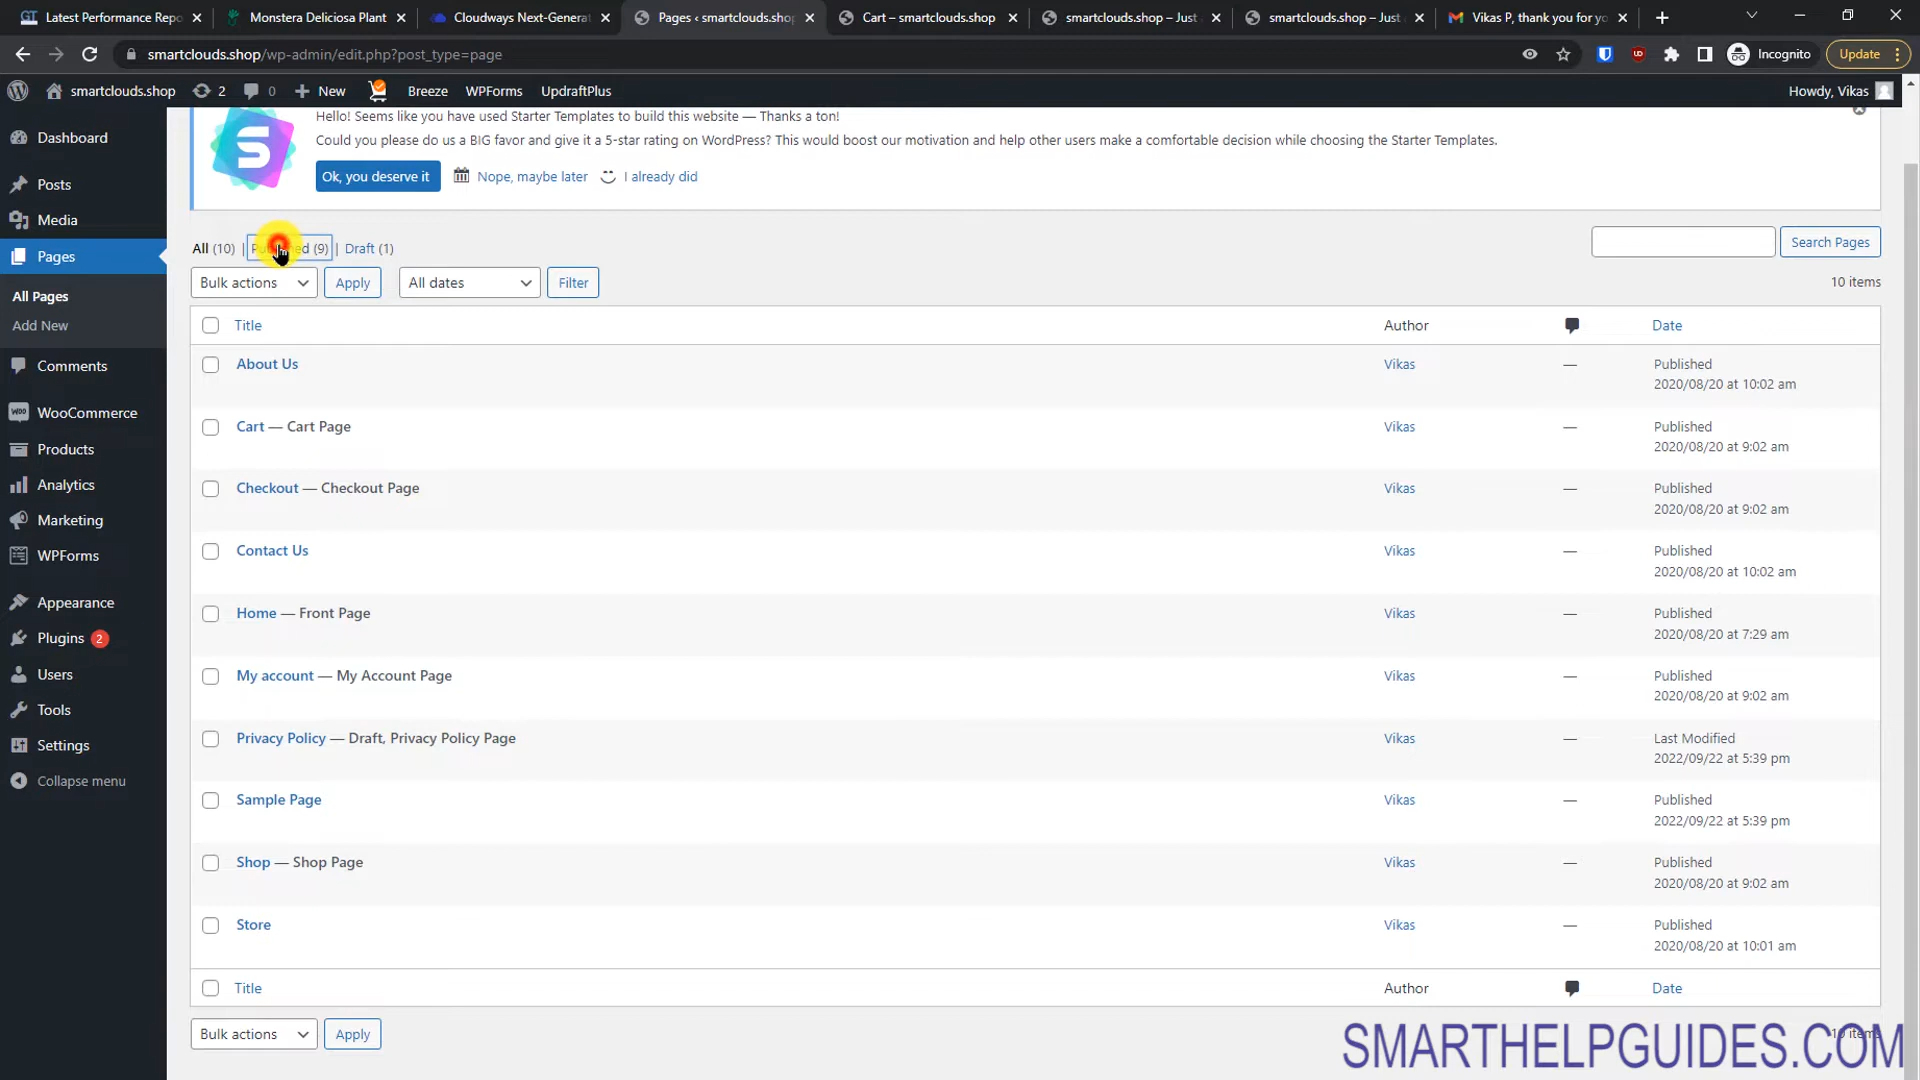 Latest Performance Repo
Monstera Deliciosa Plant
Cloudways Next-Genera
Pages ‹ smartclouds.shop
Cart – smartclouds.shop
smartclouds.shop – Just
smartclouds.shop – Just
Vikas P, thank you for yo
smartclouds.shop/wp-admin/edit.php?post_type=page
Incognito
Update
smartclouds.shop
2
0
New
Breeze
WPForms
UpdraftPlus
Howdy, Vikas
Dashboard
Posts
Media
Pages
All Pages
Add New
Comments
WooCommerce
Products
Analytics
Marketing
WPForms
Appearance
Plugins 2
Users
Tools
Settings
Collapse menu
Hello! Seems like you have used Starter Templates to build this website — Thanks a ton!
Could you please do us a BIG favor and give it a 5-star rating on WordPress? This would boost our motivation and help other users make a comfortable decision while choosing the Starter Templates.
Ok, you deserve it
Nope, maybe later
I already did
All (10) | (9) | Draft (1)
Search Pages
Bulk actions
Apply
All dates
Filter
10 items
Title
Author
Date
About Us
Vikas
—
Published
2020/08/20 at 10:02 am
Cart — Cart Page
Vikas
—
Published
2020/08/20 at 9:02 am
Checkout — Checkout Page
Vikas
—
Published
2020/08/20 at 9:02 am
Contact Us
Vikas
—
Published
2020/08/20 at 10:02 am
Home — Front Page
Vikas
—
Published
2020/08/20 at 7:29 am
My account — My Account Page
Vikas
—
Published
2020/08/20 at 9:02 am
Privacy Policy — Draft, Privacy Policy Page
Vikas
—
Last Modified
2022/09/22 at 5:39 pm
Sample Page
Vikas
—
Published
2022/09/22 at 5:39 pm
Shop — Shop Page
Vikas
—
Published
2020/08/20 at 9:02 am
Store
Vikas
—
Published
2020/08/20 at 10:01 am
Title
Author
Date
Bulk actions
Apply
SMARTHELPGUIDES.COM